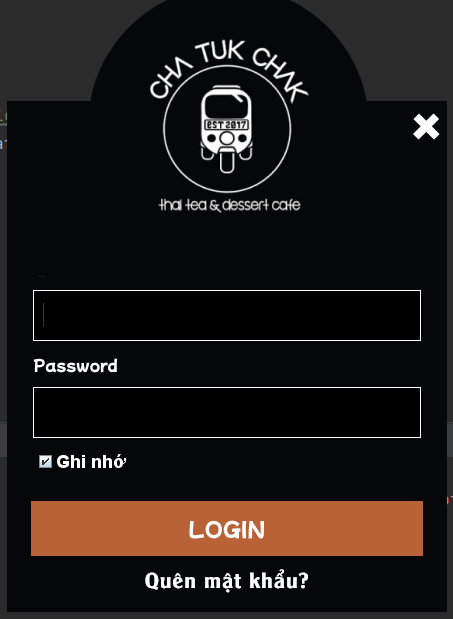 CHA TUK CHAK
EST 2017
thai tea & dessert cafe
Password
Ghi nhớ
LOGIN
Quên mật khẩu?